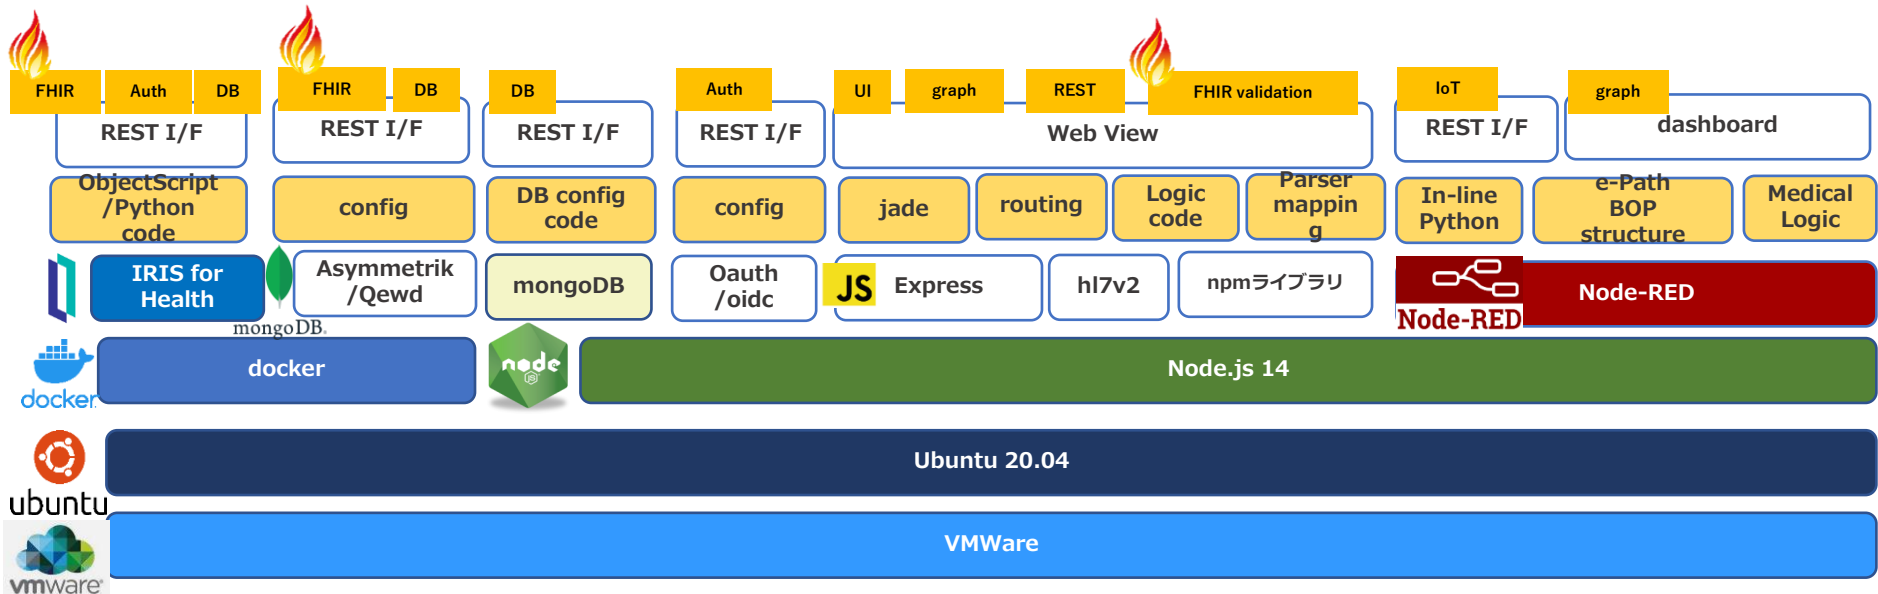 FHIR
Auth
DB
FHIR
DB
DB
Auth
UI
graph
REST
FHIR validation
IoT
graph
REST I/F
REST I/F
REST I/F
REST I/F
Web View
REST I/F
dashboard
ObjectScript
/Python
code
config
DB config
code
config
jade
routing
Logic
code
Parser
mappin
g
In-line
Python
e-Path
BOP
structure
Medical
Logic
IRIS for
Health
mongoDB.
Asymmetrik
/Qewd
mongoDB
Oauth
/oidc
JS
Express
hl7v2
npmライブラリ
Node-RED
Node-RED
docker
docker
node
JS
Node.js 14
ubuntu
Ubuntu 20.04
vmware
VMWare